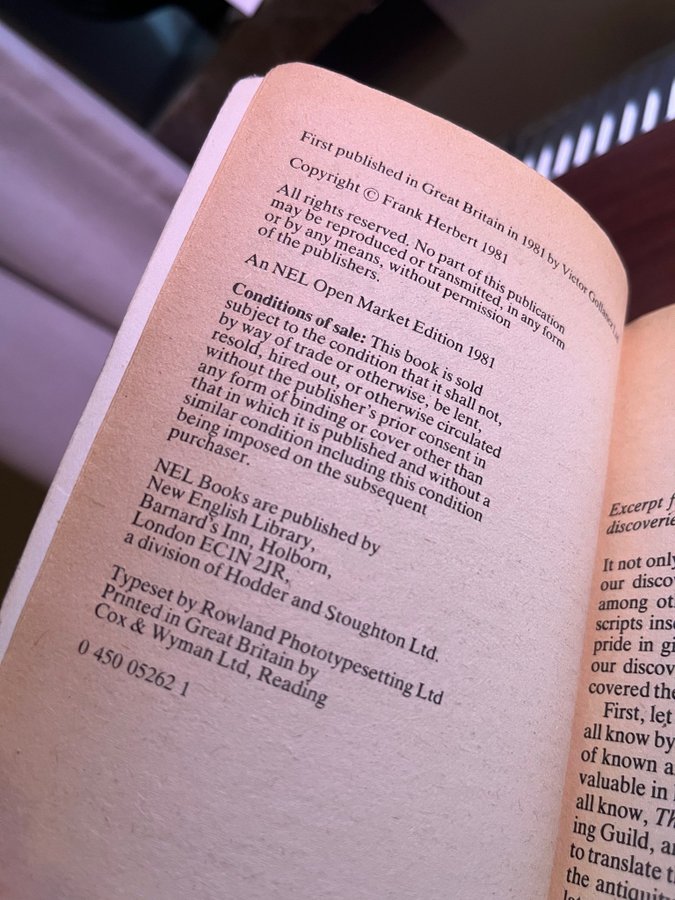 First published in Great Britain in 1981 by Victor Gollancz Ltd
Copyright © Frank Herbert 1981
All rights reserved. No part of this publication
may be reproduced or transmitted, in any form
or by any means, without permission
of the publishers.
An NEL Open Market Edition 1981
Conditions of sale: This book is sold
subject to the condition that it shall not,
by way of trade or otherwise, be lent,
resold, hired out, or otherwise circulated
without the publisher's prior consent in
any form of binding or cover other than
that in which it is published and without a
similar condition including this condition
being imposed on the subsequent
purchaser.
NEL Books are published by
New English Library,
Barnard's Inn, Holborn,
London EC1N 2JR,
a division of Hodder and Stoughton Ltd.
Typeset by Rowland Phototypesetting Ltd
Printed in Great Britain by
Cox & Wyman Ltd, Reading
0 450 05262 1
Excerpt
It not only
our
among
scripts
pride in
our
covered
First, let
all know by
of known
valuable in
all know,
ing Guild,
to translate
the antiquity